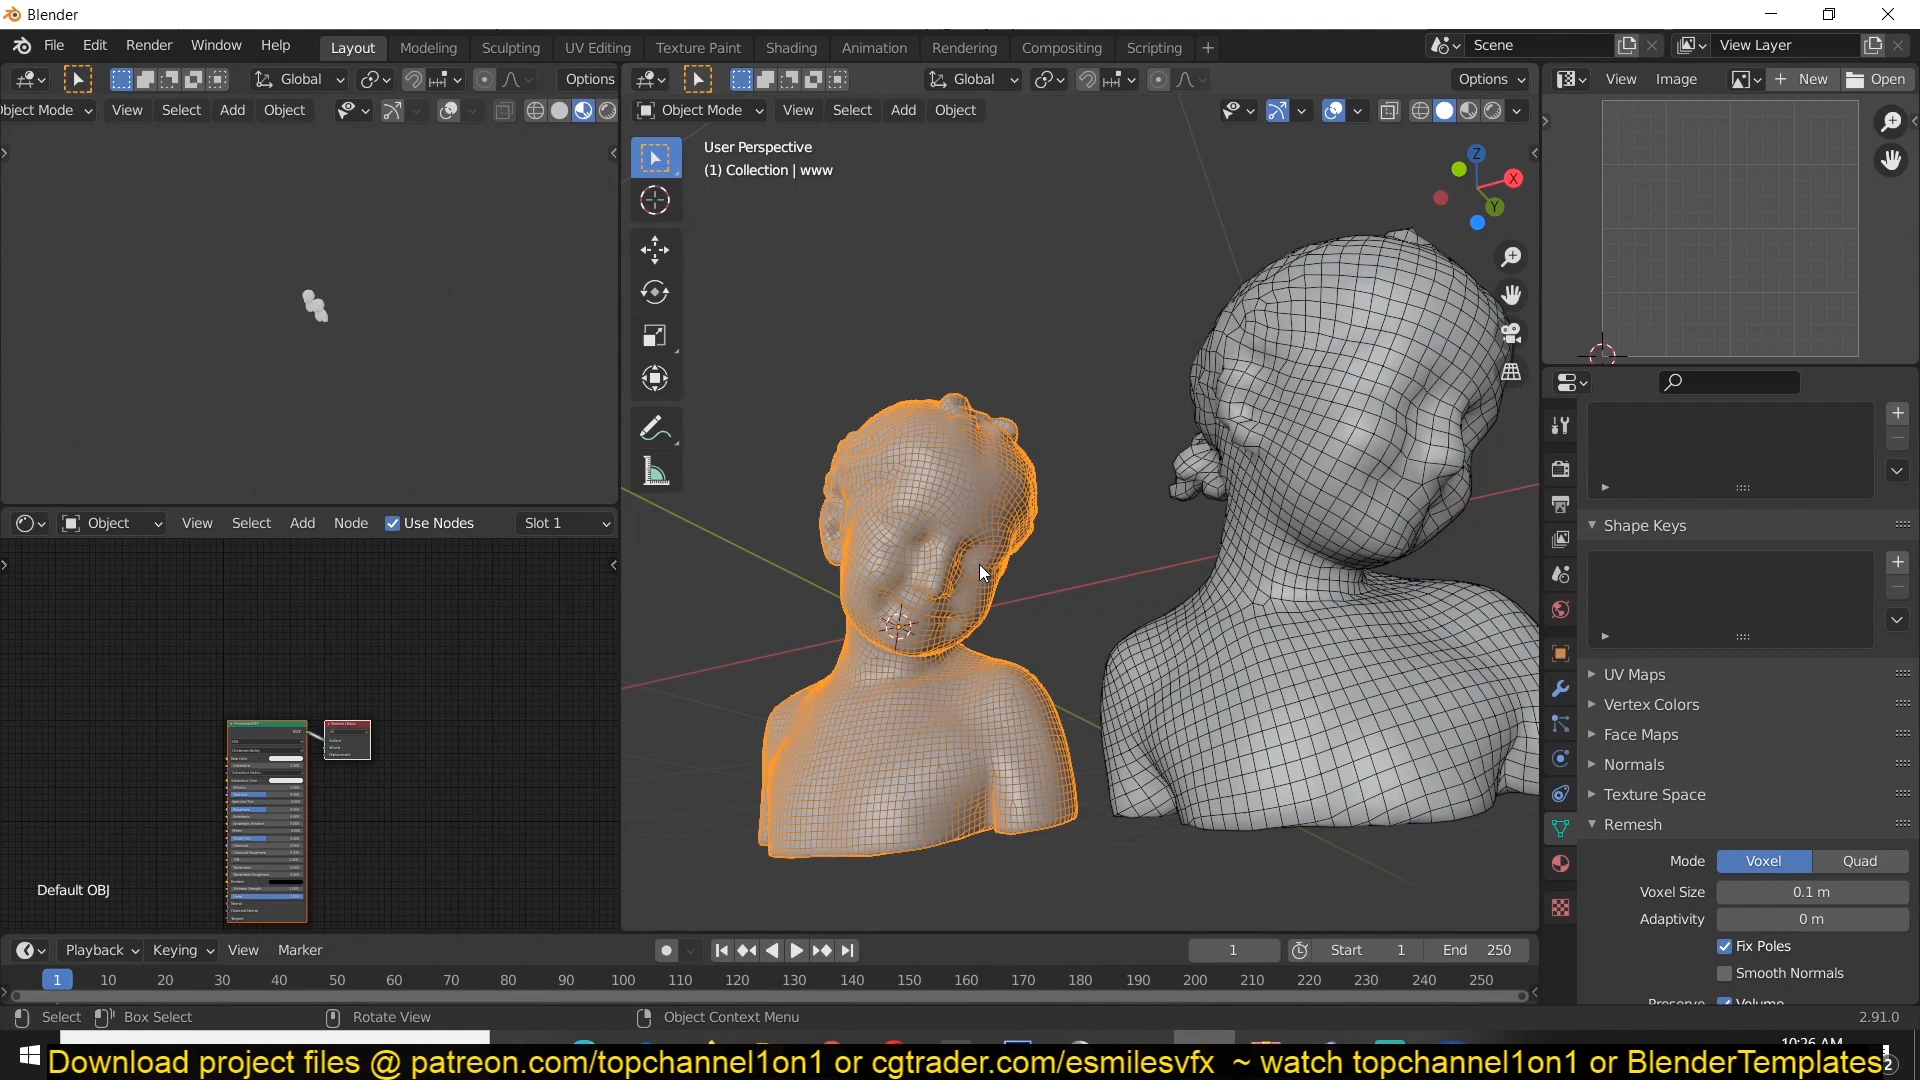 Blender
File Edit Render Window Help Layout Modeling Sculpting UV Editing Texture Paint Shading Animation Rendering Compositing Scripting + Scene View Layer
Global Options Global Options View Image + New Open
bject Mode View Select Add Object Object Mode View Select Add Object
User Perspective
(1) Collection | www
Z
X
Y
Shape Keys
Object View Select Add Node Use Nodes Slot 1
UV Maps
Vertex Colors
Face Maps
Normals
Texture Space
Remesh
Mode Voxel Quad
Voxel Size 0.1 m
Adaptivity 0 m
Fix Poles
Smooth Normals
Preserve Volume
Default OBJ
Playback Keying View Marker 1 Start 1 End 250
1 10 20 30 40 50 60 70 80 90 100 110 120 130 140 150 160 170 180 190 200 210 220 230 240 250
Select Box Select Rotate View Object Context Menu 2.91.0
10:26 AM
Download project files @ patreon.com/topchannel1on1 or cgtrader.com/esmilesvfx ~ watch topchannel1on1 or BlenderTemplates
2